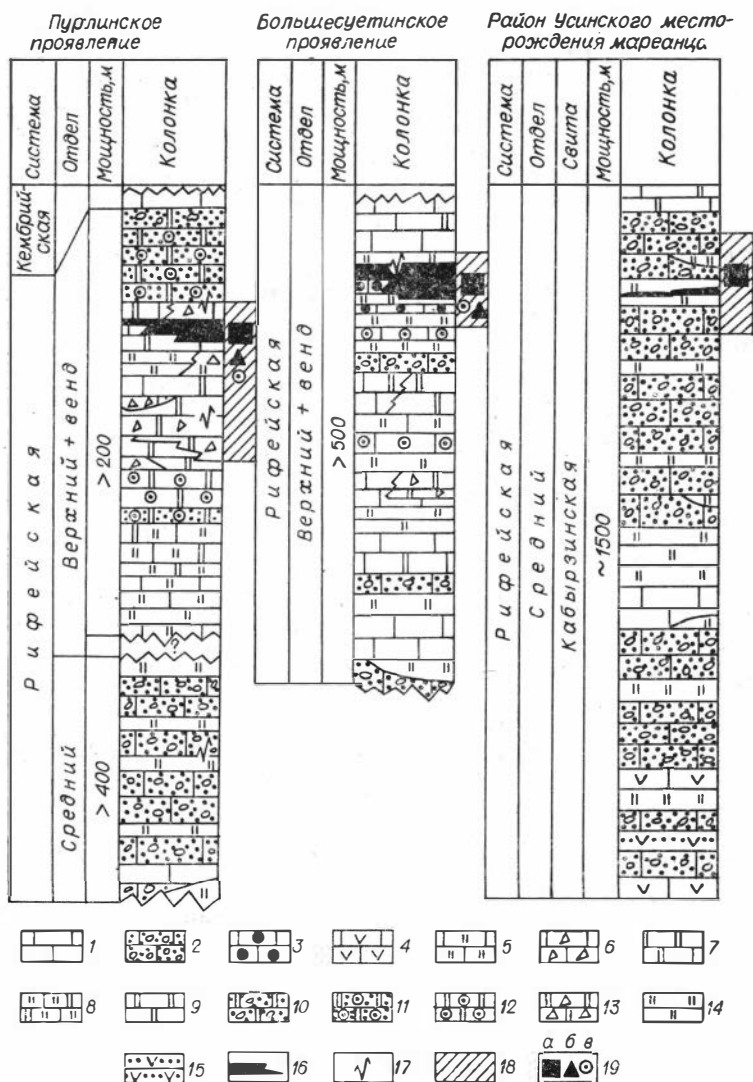 Пурлинское
проявление
Большесуетинское
проявление
Район Усинского место-
рождения мареанца
Система
Отдел
Мощность, м
Колонка
Система
Отдел
Мощность, м
Колонка
Система
Отдел
Свита
Мощность, м
Колонка
Кембрий-
ская
Рифейская
Верхний + венд
>200
?
Средний
>400
Рифейская
Верхний + венд
>500
Рифейская
Средний
Кабырзинская
~1500
1
2
3
4
5
6
7
8
9
10
11
12
13
14
а б в
15
16
17
18
19